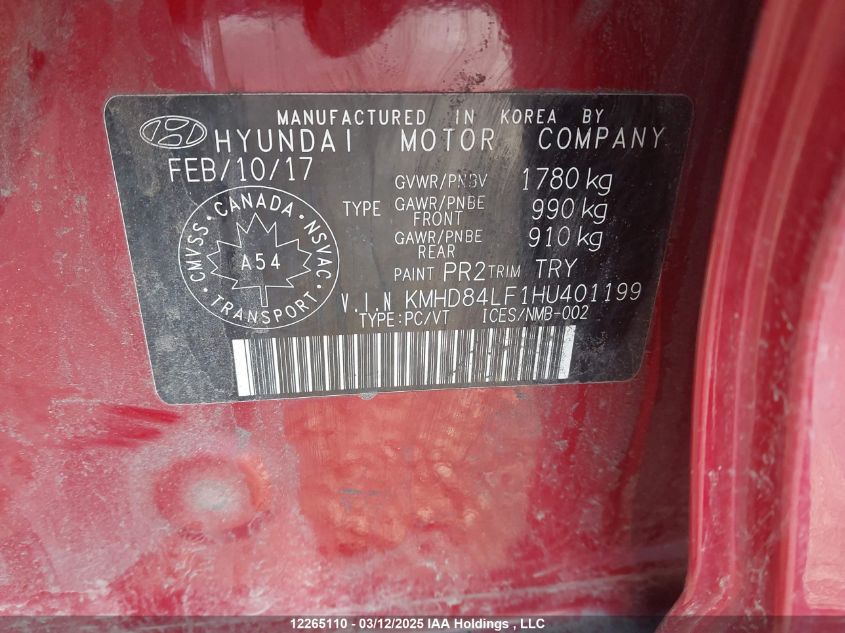 MANUFACTURED IN KOREA BY
HYUNDAI MOTOR COMPANY
FEB/10/17
GVWR/PNBV 1780 kg
TYPE GAWR/PNBE FRONT 990 kg
GAWR/PNBE REAR 910 kg
PAINT PR2 TRIM TRY
CMVSS · CANADA · NSVAC
A54
TRANSPORT
V.I.N KMHD84LF1HU401199
TYPE:PC/VT ICES/NMB-002
12265110 - 03/12/2025 IAA Holdings , LLC